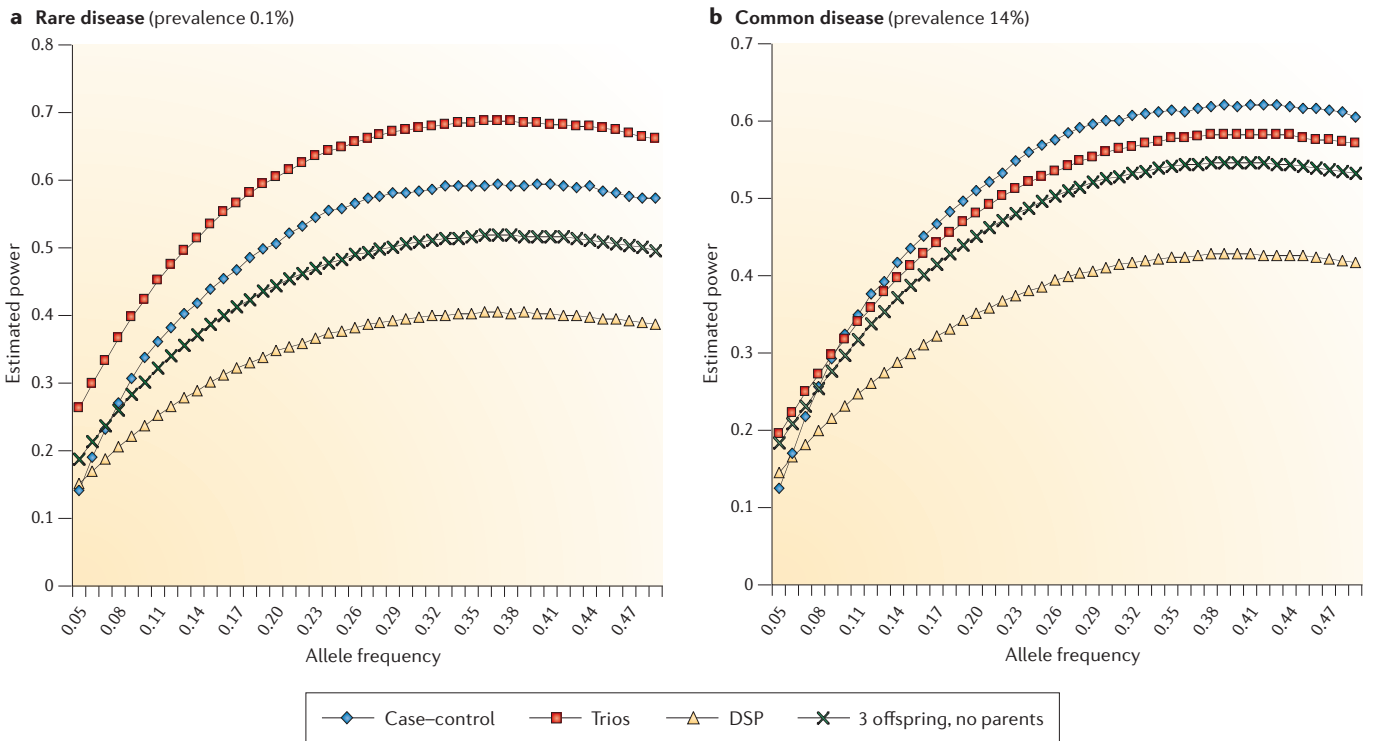 a Rare disease (prevalence 0.1%)
0.8
0.7
0.6
0.5
0.4
0.3
0.2
0.1
0
Estimated power
0.05 0.08 0.11 0.14 0.17 0.20 0.23 0.26 0.29 0.32 0.35 0.38 0.41 0.44 0.47
Allele frequency
b Common disease (prevalence 14%)
0.7
0.6
0.5
0.4
0.3
0.2
0.1
0
Estimated power
0.05 0.08 0.11 0.14 0.17 0.20 0.23 0.26 0.29 0.32 0.35 0.38 0.41 0.44 0.47
Allele frequency
Case–control Trios DSP 3 offspring, no parents